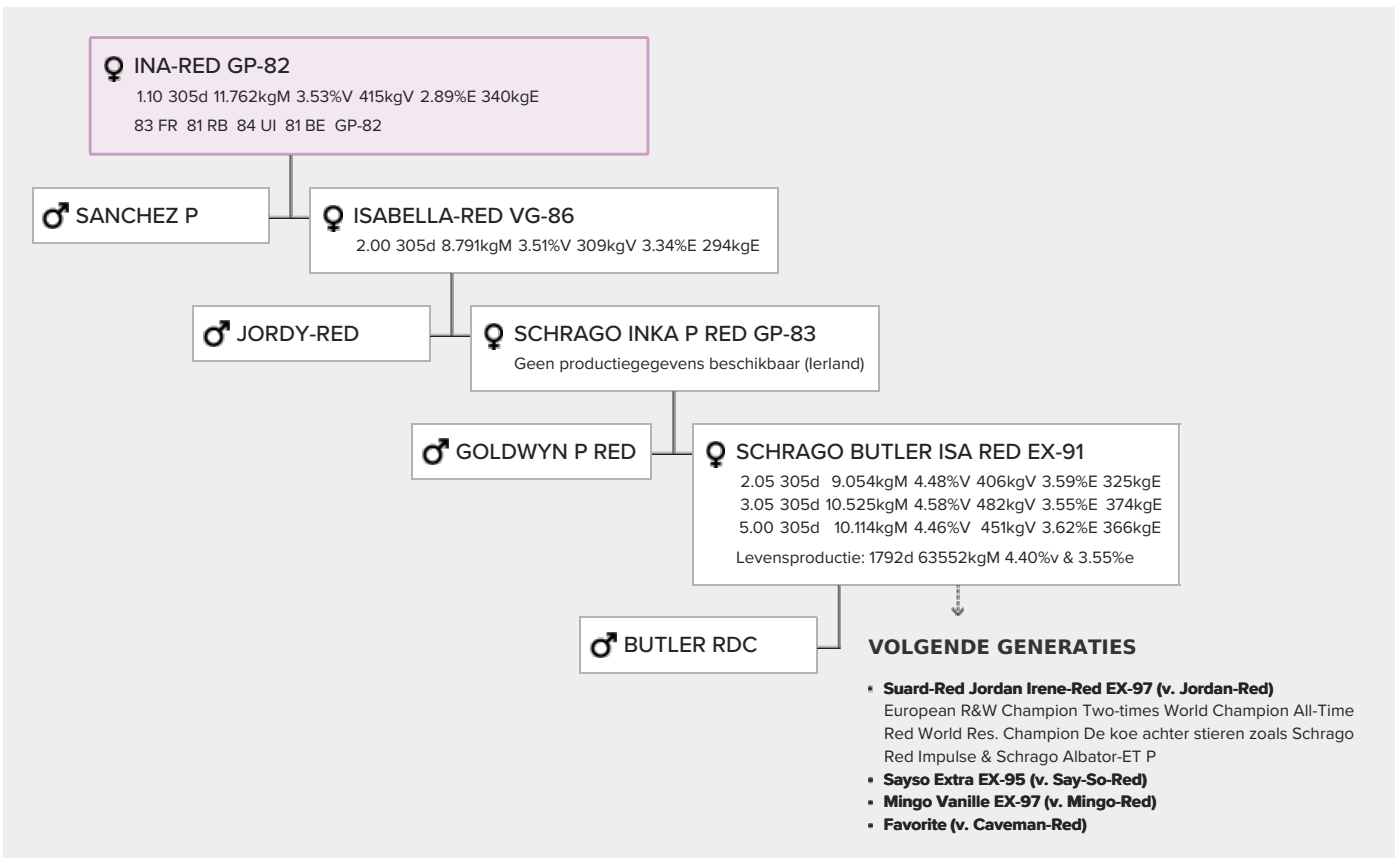 INA-RED GP-82
1.10 305d 11.762kgM 3.53%V 415kgV 2.89%E 340kgE
83 FR 81 RB 84 UI 81 BE GP-82
SANCHEZ P
ISABELLA-RED VG-86
2.00 305d 8.791kgM 3.51%V 309kgV 3.34%E 294kgE
JORDY-RED
SCHRAGO INKA P RED GP-83
Geen productiegegevens beschikbaar (Ierland)
GOLDWYN P RED
SCHRAGO BUTLER ISA RED EX-91
2.05 305d 9.054kgM 4.48%V 406kgV 3.59%E 325kgE
3.05 305d 10.525kgM 4.58%V 482kgV 3.55%E 374kgE
5.00 305d 10.114kgM 4.46%V 451kgV 3.62%E 366kgE
Levensproductie: 1792d 63552kgM 4.40%v & 3.55%e
BUTLER RDC
VOLGENDE GENERATIES
▪ Suard-Red Jordan Irene-Red EX-97 (v. Jordan-Red)
European R&W Champion Two-times World Champion All-Time
Red World Res. Champion De koe achter stieren zoals Schrago
Red Impulse & Schrago Albator-ET P
▪ Sayso Extra EX-95 (v. Say-So-Red)
▪ Mingo Vanille EX-97 (v. Mingo-Red)
▪ Favorite (v. Caveman-Red)